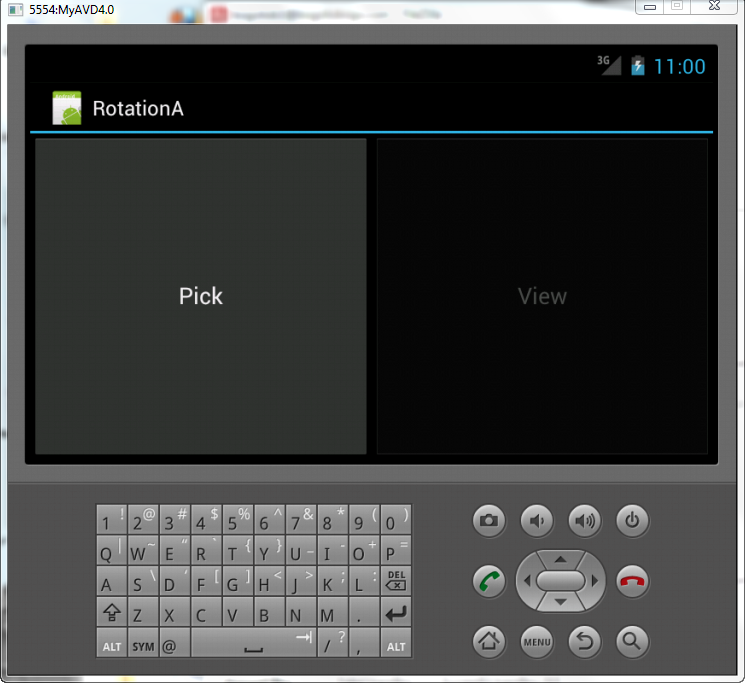 5554:MyAVD4.0
3G 11:00
RotationA
Pick View
1 ! 2 @ 3 # 4 $ 5 % 6 ^ 7 & 8 * 9 ( 0 )
Q | W ~ E " R ` T { Y } U _ I - O + P =
A S \ D ' F [ G ] H < J > K ; L : DEL
Z X C V B N M .
ALT SYM @ / ? , ALT
MENU